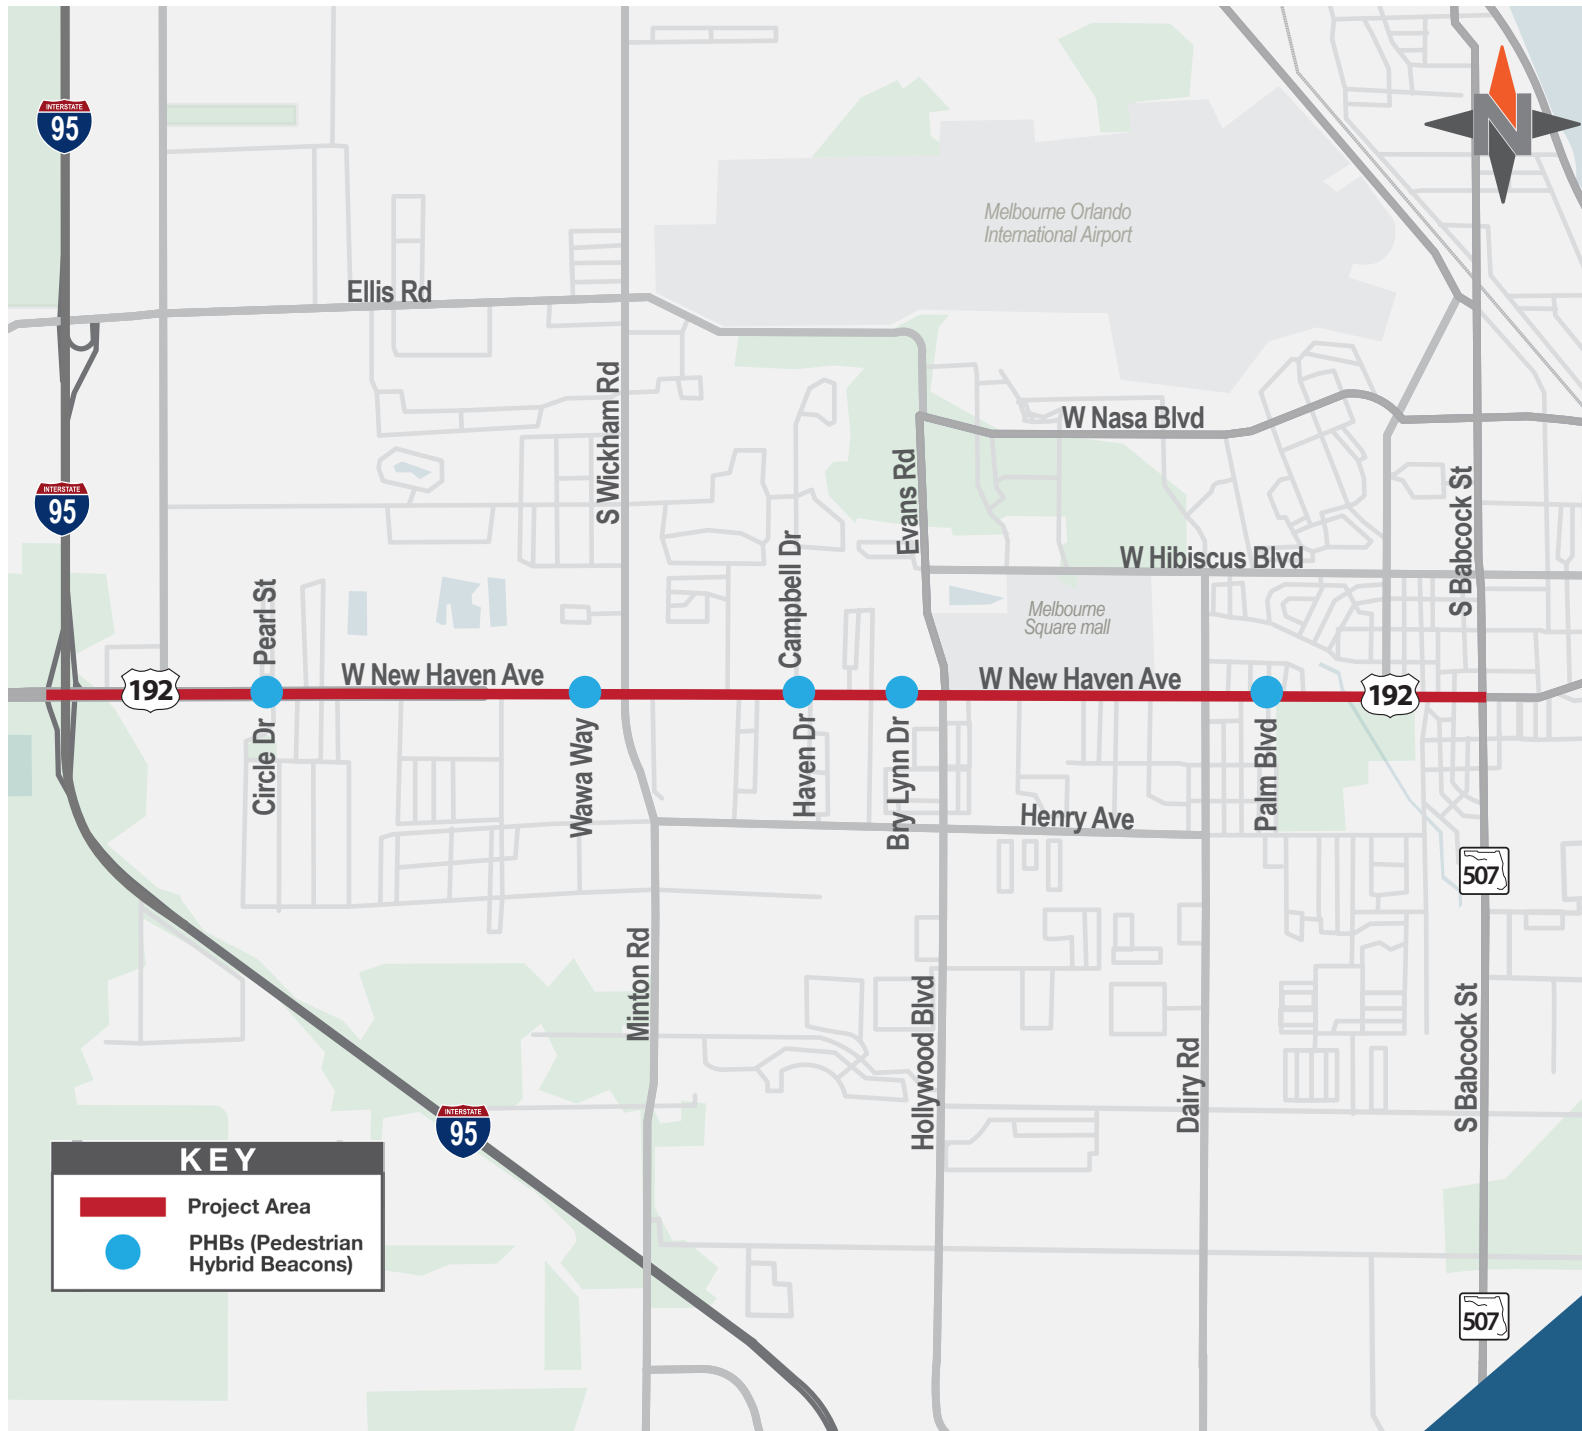 INTERSTATE
95
N
Melbourne Orlando
International Airport
Ellis Rd
S Wickham Rd
W Nasa Blvd
INTERSTATE
95
Evans Rd
S Babcock St
Campbell Dr
W Hibiscus Blvd
Pearl St
Melbourne
Square mall
W New Haven Ave
W New Haven Ave
192
192
Circle Dr
Wawa Way
Haven Dr
Bry Lynn Dr
Palm Blvd
Henry Ave
507
Minton Rd
Hollywood Blvd
Dairy Rd
S Babcock St
INTERSTATE
95
KEY
Project Area
PHBs (Pedestrian
Hybrid Beacons)
507